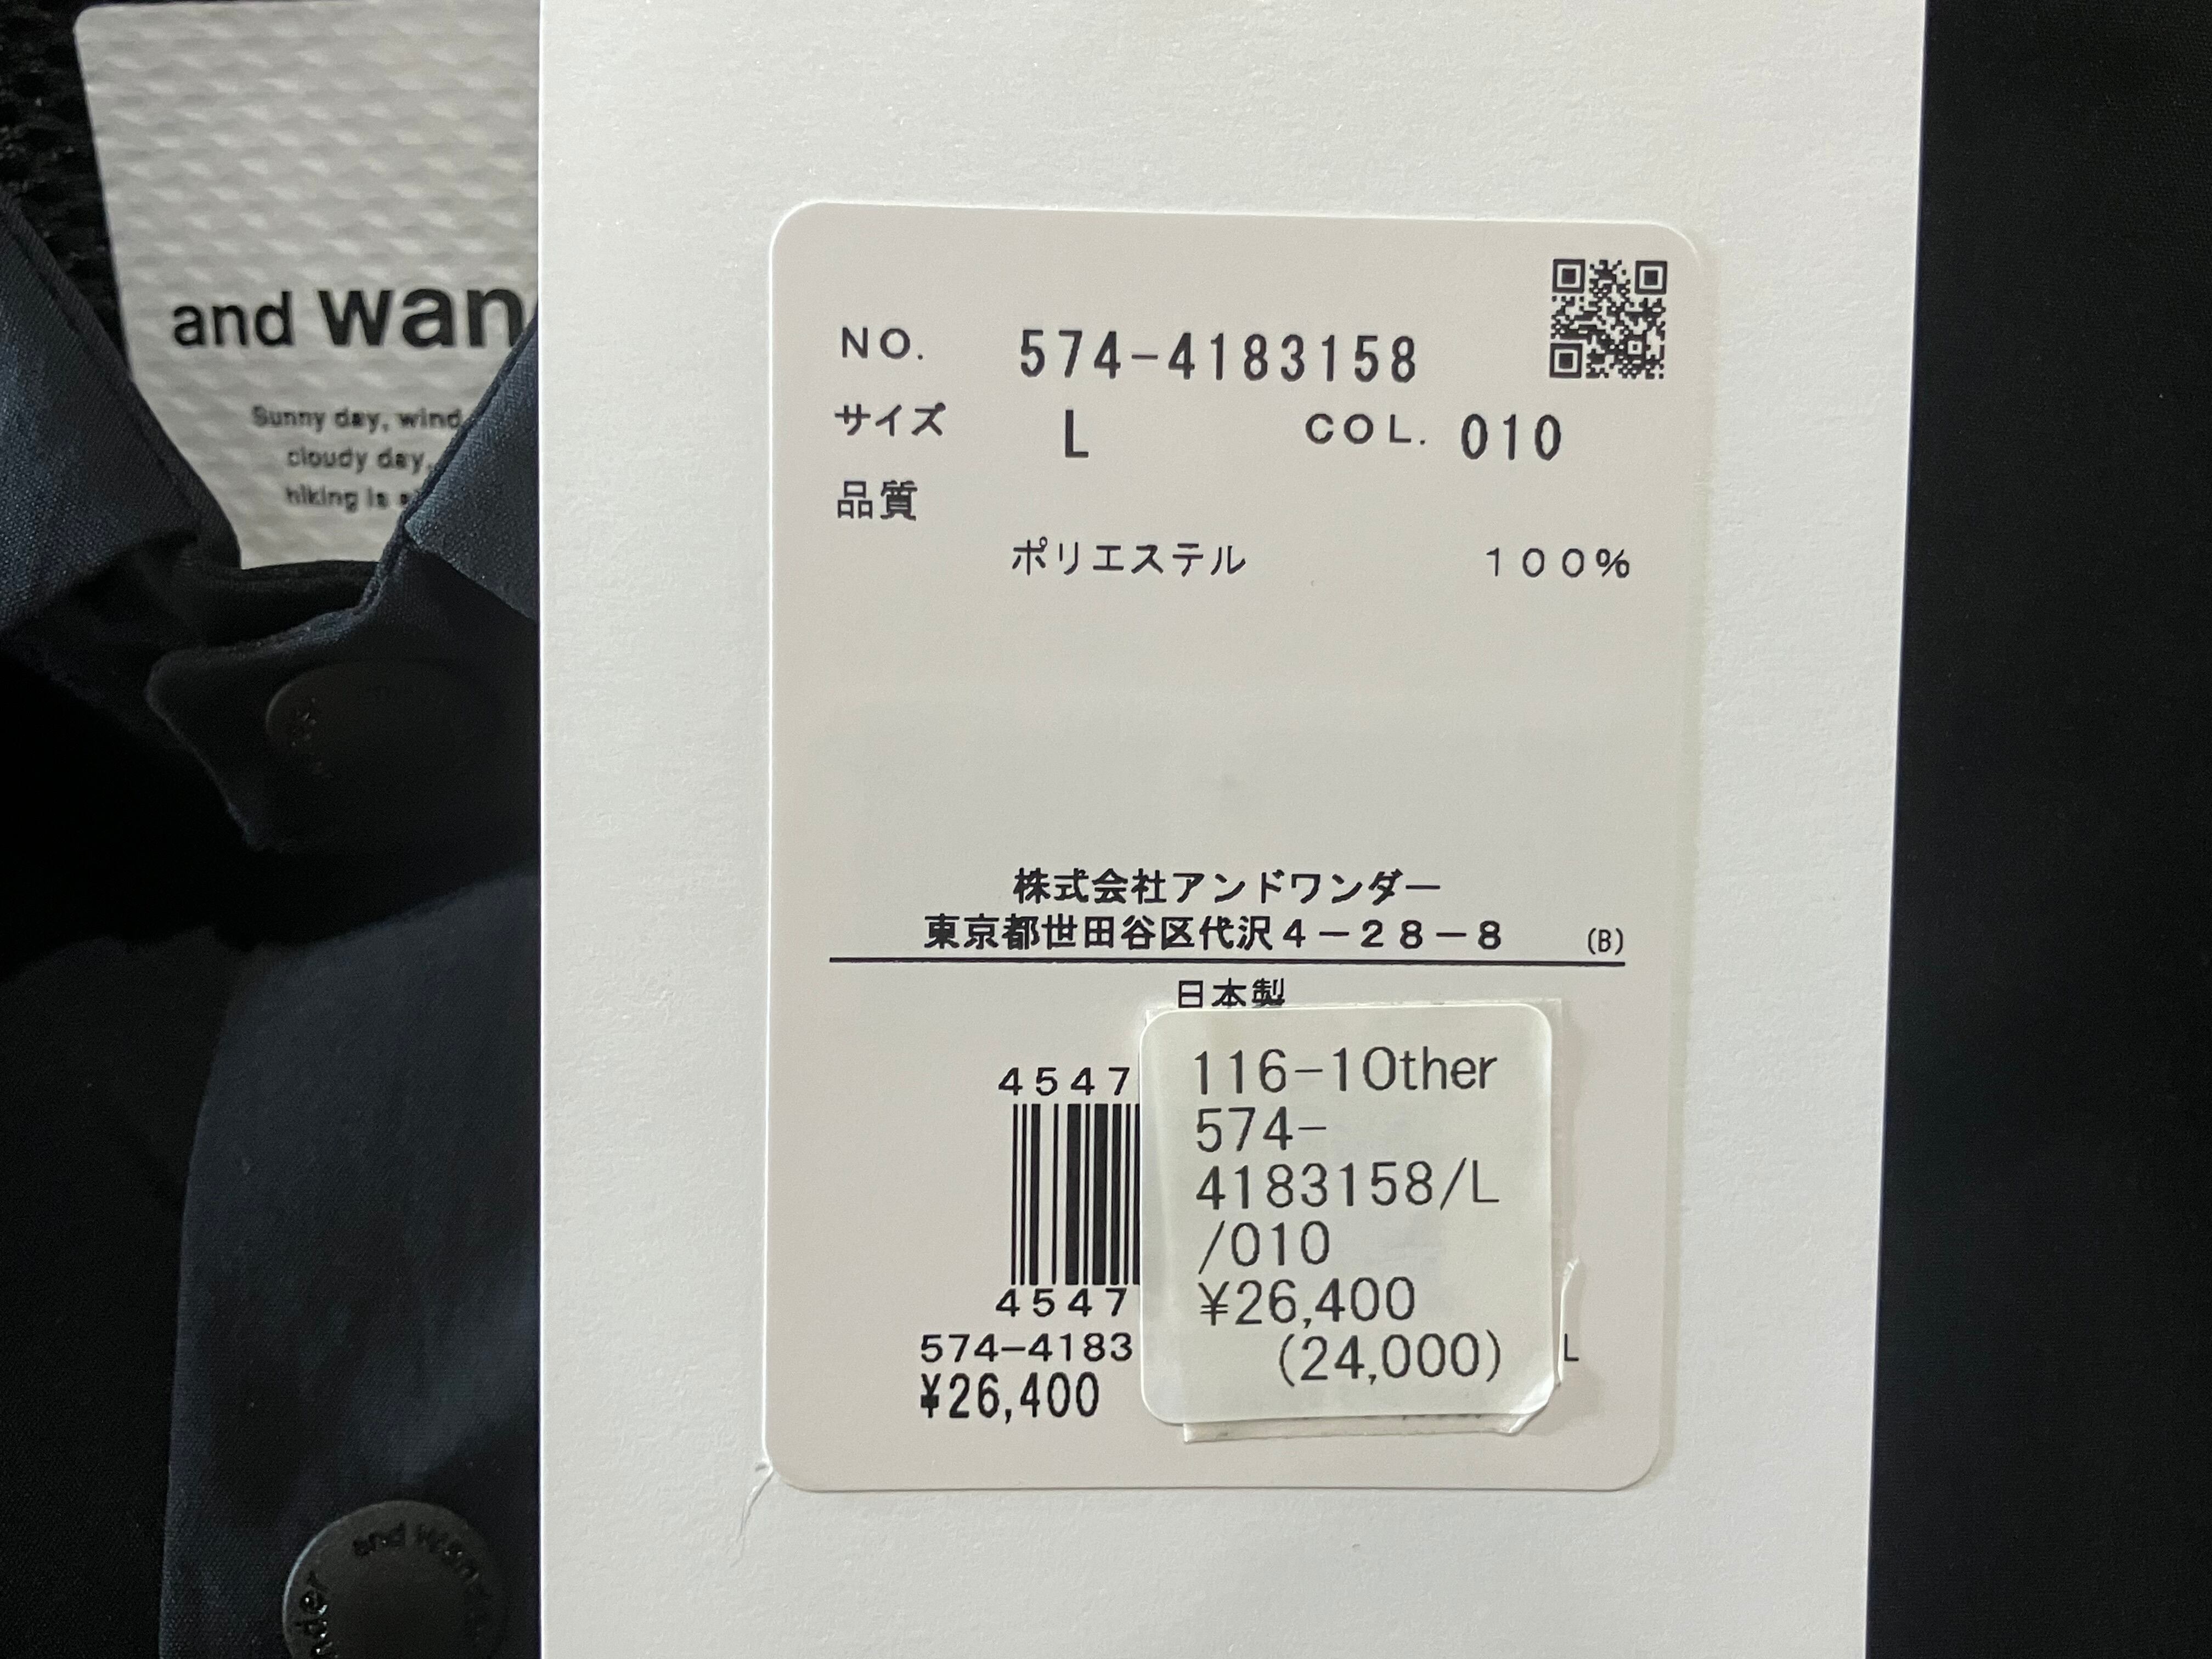 and wan
Sunny day, wind
cloudy day,
hiking is
NO. 574-4183158
サイズ L COL. 010
品質
ポリエステル 100%
株式会社アンドワンダー
東京都世田谷区代沢4-28-8 (B)
日本製
4547
4547
574-4183
L
¥26,400
116-1Other
574-
4183158/L
/010
¥26,400
(24,000)
and wand